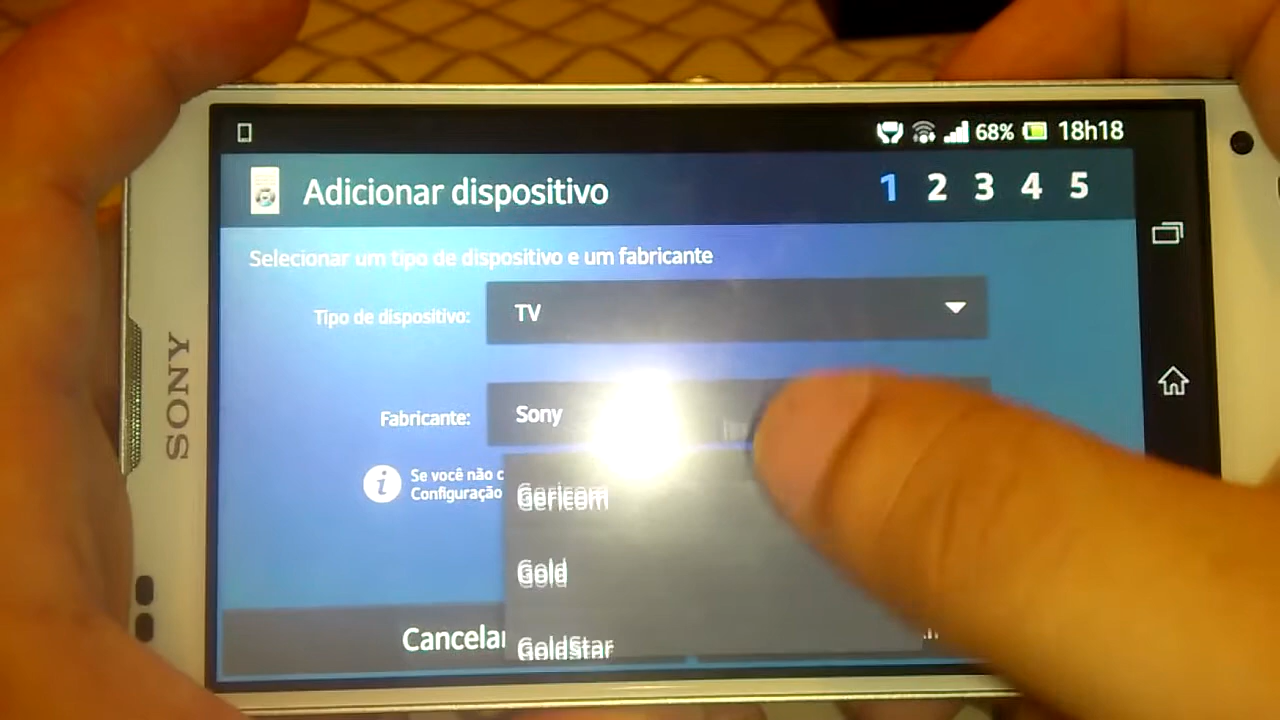 68% 18h18
Adicionar dispositivo 1 2 3 4 5
Selecionar um tipo de dispositivo e um fabricante
Tipo de dispositivo: TV
Fabricante: Sony
i Se você não
Configuração
Gericom
Gold
GoldStar
Cancelar
SONY